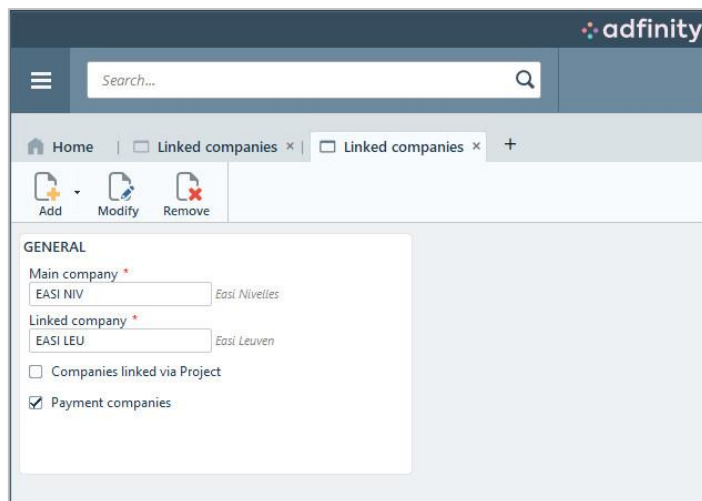 adfinity
Search...
Home | Linked companies × | Linked companies × +
Add Modify Remove
GENERAL
Main company *
EASI NIV Easi Nivelles
Linked company *
EASI LEU Easi Leuven
Companies linked via Project
Payment companies